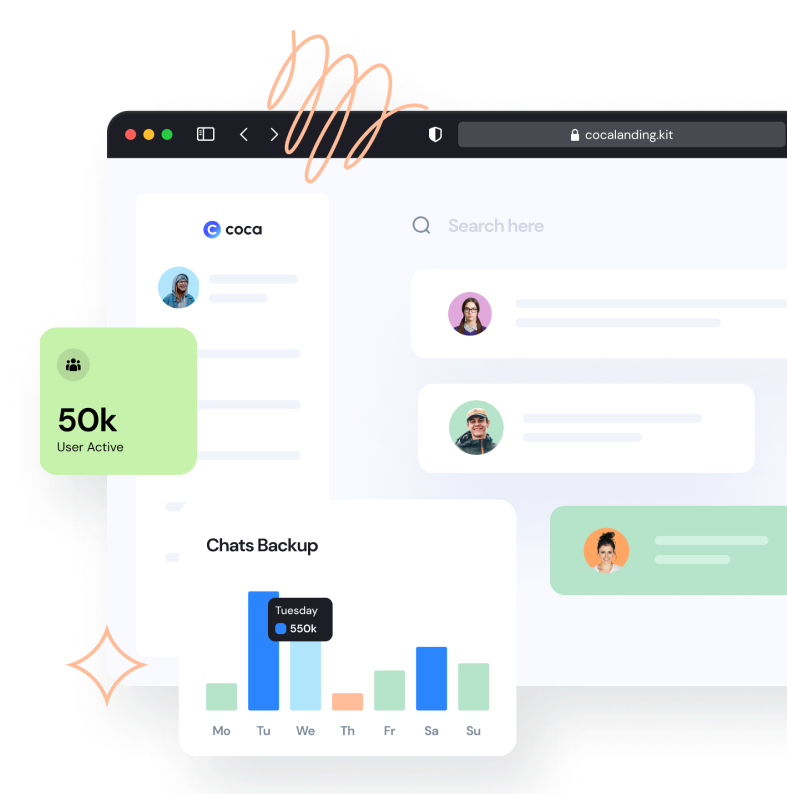 cocalanding.kit
coca
Search here
50k
User Active
Chats Backup
Tuesday
550k
Mo Tu We Th Fr Sa Su